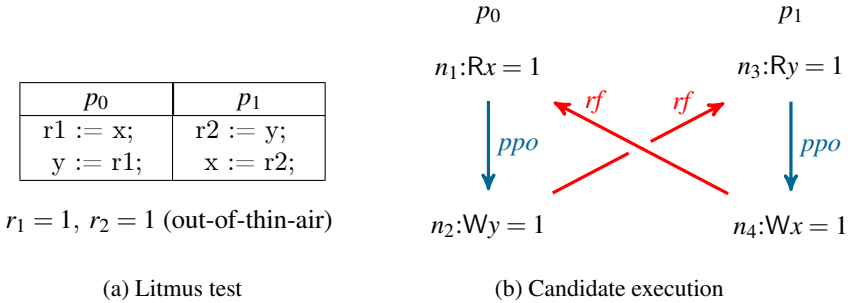 p0 p1
r1 := x; r2 := y;
y := r1; x := r2;
r1 = 1, r2 = 1 (out-of-thin-air)
(a) Litmus test
p0 p1
n1:Rx = 1 n3:Ry = 1
rf rf
ppo ppo
n2:Wy = 1 n4:Wx = 1
(b) Candidate execution